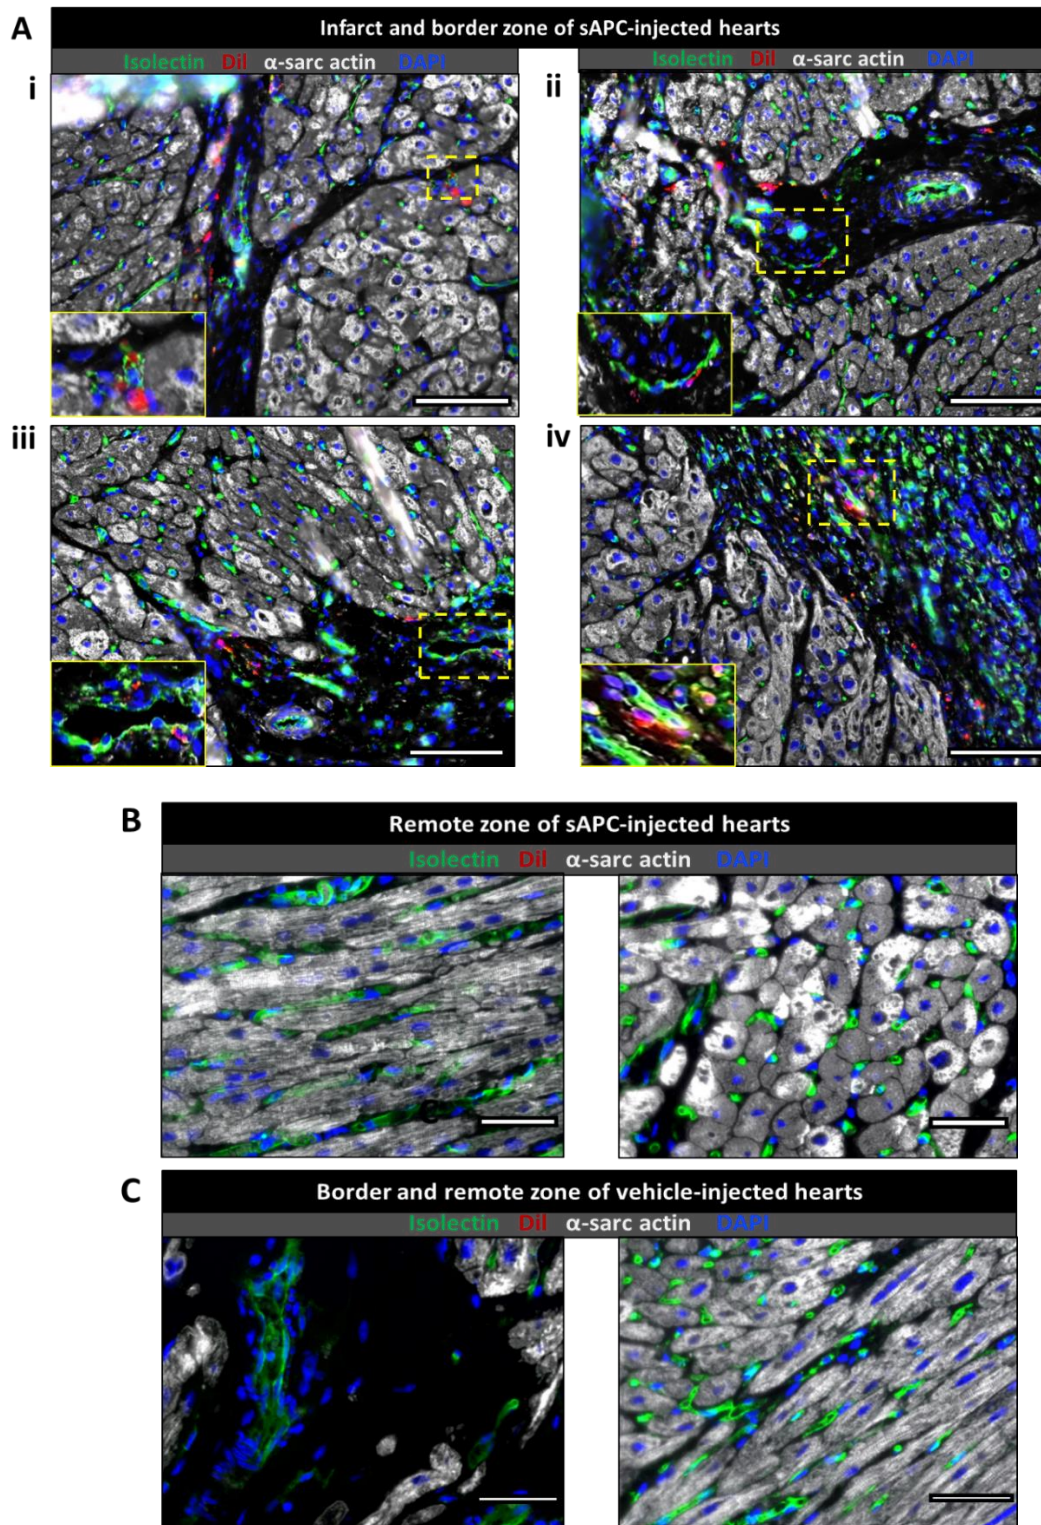 A
Infarct and border zone of sAPC-injected hearts
Isolectin DiI α-sarc actin DAPI
Isolectin DiI α-sarc actin DAPI
i
ii
iii
iv
B
Remote zone of sAPC-injected hearts
Isolectin DiI α-sarc actin DAPI
C
Border and remote zone of vehicle-injected hearts
Isolectin DiI α-sarc actin DAPI